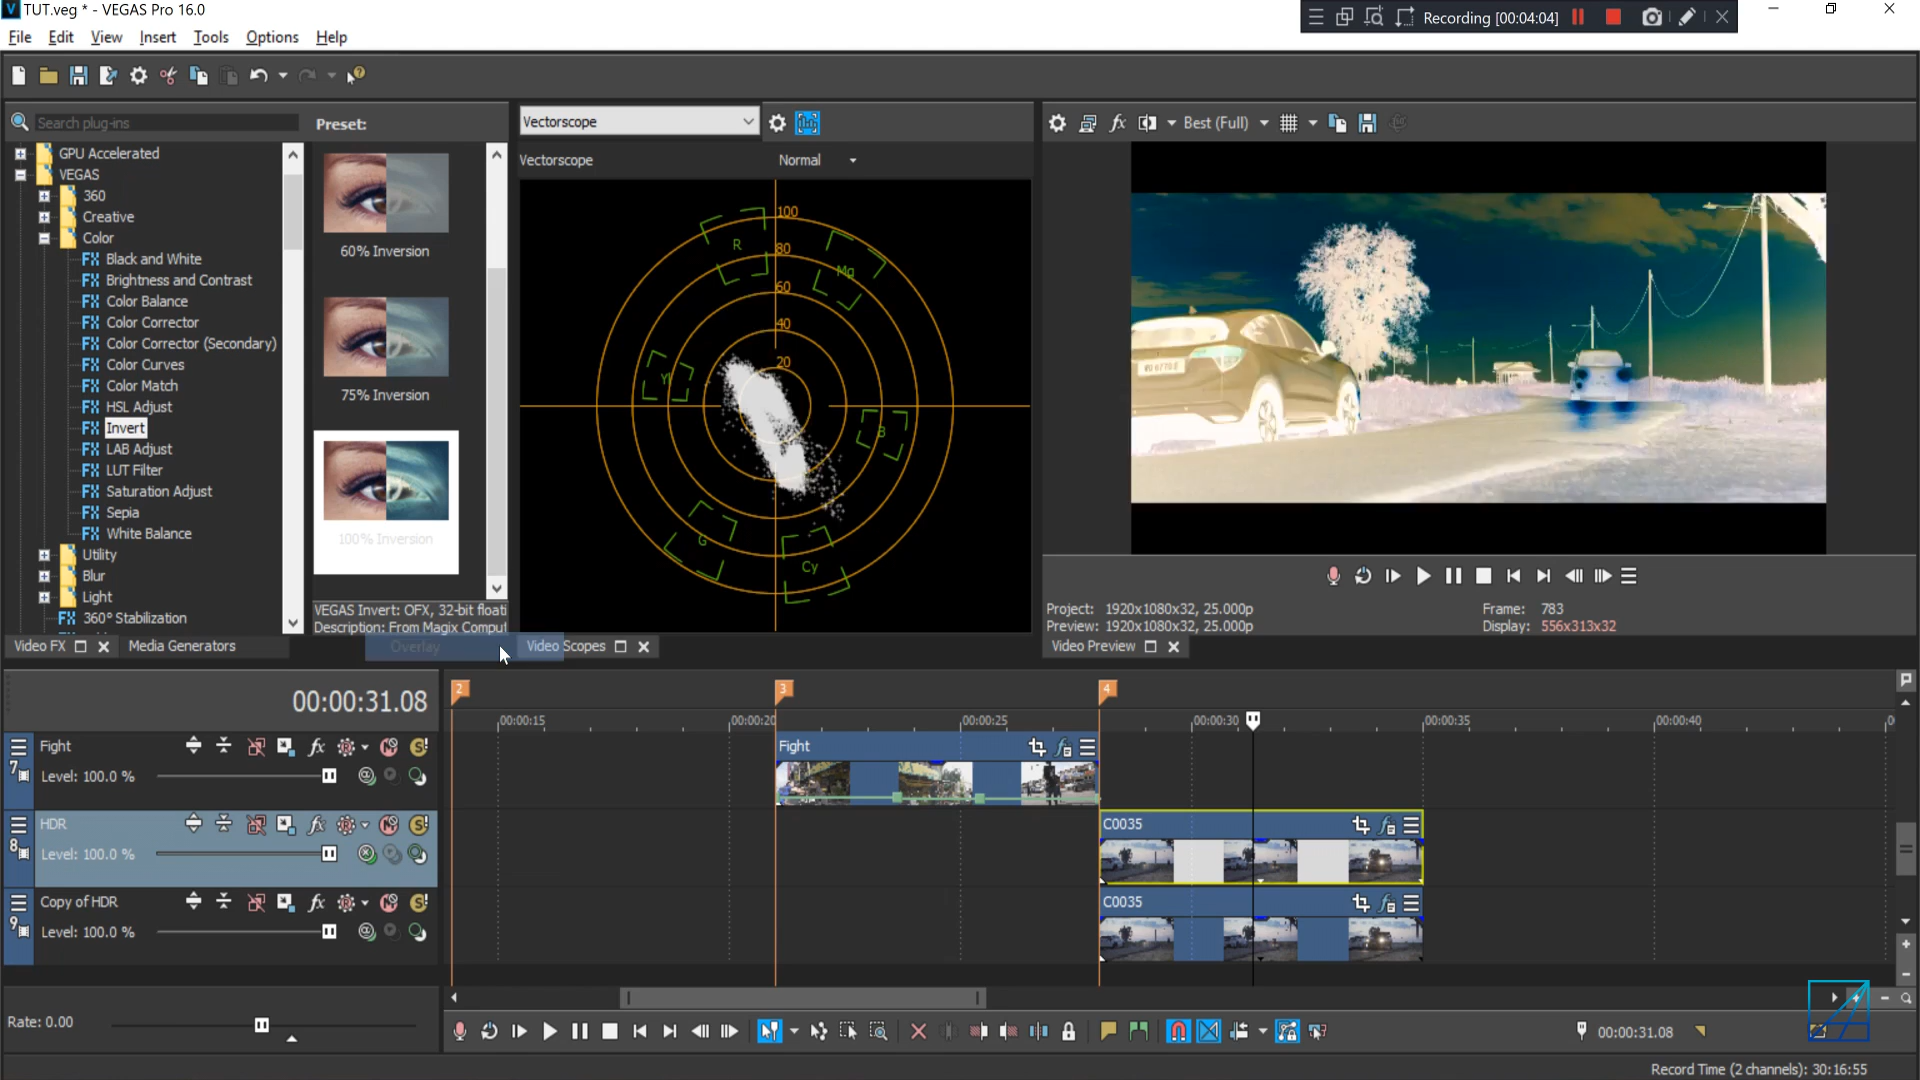 TUT.veg * - VEGAS Pro 16.0
Recording [00:04:04]
File Edit View Insert Tools Options Help
Search plug-ins
Preset:
Vectorscope
Best (Full)
GPU Accelerated
VEGAS
360
Creative
Color
Black and White
Brightness and Contrast
Color Balance
Color Corrector
Color Corrector (Secondary)
Color Curves
Color Match
HSL Adjust
Invert
LAB Adjust
LUT Filter
Saturation Adjust
Sepia
White Balance
Utility
Blur
Light
360° Stabilization
60% Inversion
75% Inversion
100% Inversion
VEGAS Invert: OFX, 32-bit floati
Description: From Magix Comput
Vectorscope Normal
100
80
60
40
20
R
Mg
Yl
B
G
Cy
Project: 1920x1080x32, 25.000p
Preview: 1920x1080x32, 25.000p
Frame: 783
Display: 556x313x32
Video FX
Media Generators
Overlay
Video Scopes
Video Preview
00:00:31.08
2
3
4
00:00:15
00:00:20
00:00:25
00:00:30
00:00:35
00:00:40
7
Fight
Level: 100.0 %
Fight
8
HDR
Level: 100.0 %
C0035
9
Copy of HDR
Level: 100.0 %
C0035
Rate: 0.00
00:00:31.08
Record Time (2 channels): 30:16:55